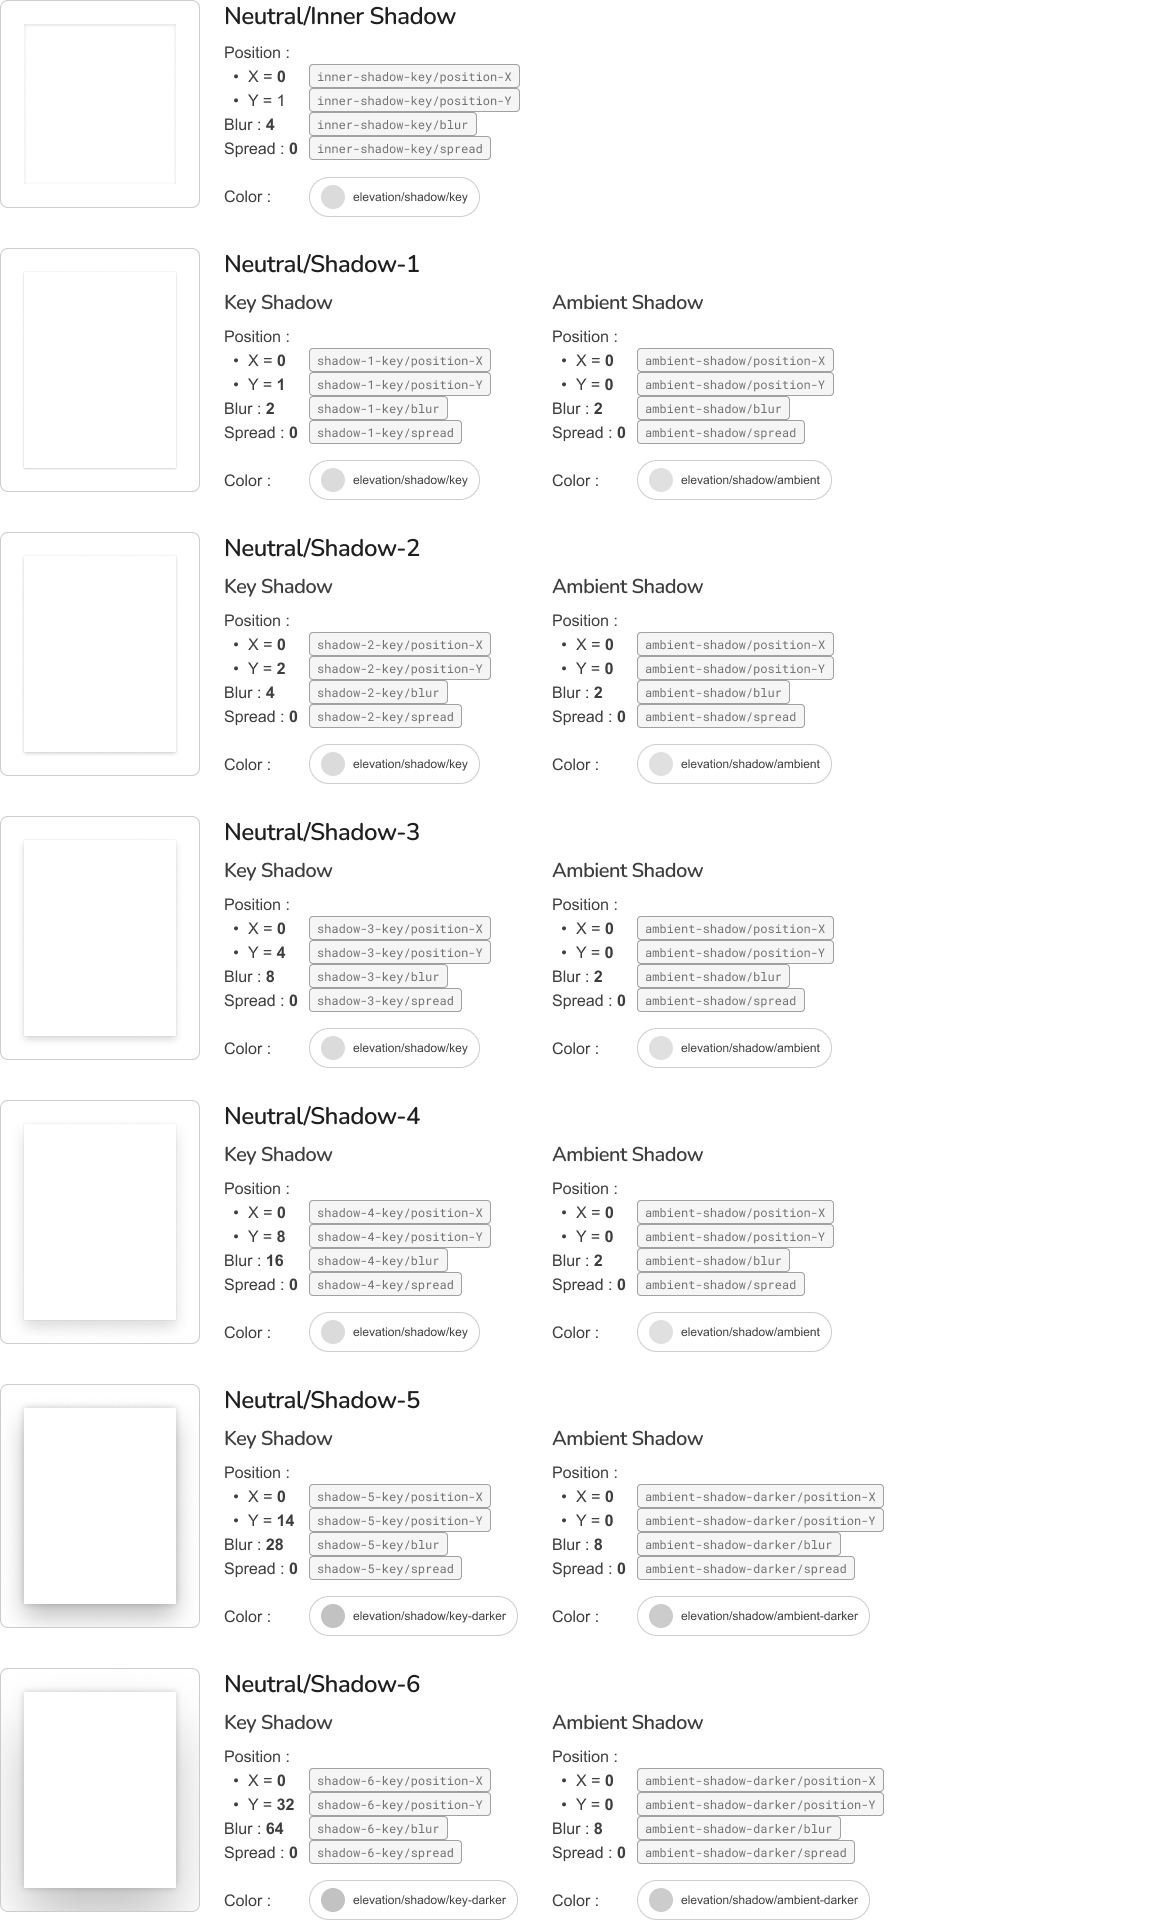 Neutral/Inner Shadow
Position :
• X = 0 inner-shadow-key/position-X
• Y = 1 inner-shadow-key/position-Y
Blur : 4 inner-shadow-key/blur
Spread : 0 inner-shadow-key/spread
Color : elevation/shadow/key
Neutral/Shadow-1
Key Shadow Ambient Shadow
Position : Position :
• X = 0 shadow-1-key/position-X • X = 0 ambient-shadow/position-X
• Y = 1 shadow-1-key/position-Y • Y = 0 ambient-shadow/position-Y
Blur : 2 shadow-1-key/blur Blur : 2 ambient-shadow/blur
Spread : 0 shadow-1-key/spread Spread : 0 ambient-shadow/spread
Color : elevation/shadow/key Color : elevation/shadow/ambient
Neutral/Shadow-2
Key Shadow Ambient Shadow
Position : Position :
• X = 0 shadow-2-key/position-X • X = 0 ambient-shadow/position-X
• Y = 2 shadow-2-key/position-Y • Y = 0 ambient-shadow/position-Y
Blur : 4 shadow-2-key/blur Blur : 2 ambient-shadow/blur
Spread : 0 shadow-2-key/spread Spread : 0 ambient-shadow/spread
Color : elevation/shadow/key Color : elevation/shadow/ambient
Neutral/Shadow-3
Key Shadow Ambient Shadow
Position : Position :
• X = 0 shadow-3-key/position-X • X = 0 ambient-shadow/position-X
• Y = 4 shadow-3-key/position-Y • Y = 0 ambient-shadow/position-Y
Blur : 8 shadow-3-key/blur Blur : 2 ambient-shadow/blur
Spread : 0 shadow-3-key/spread Spread : 0 ambient-shadow/spread
Color : elevation/shadow/key Color : elevation/shadow/ambient
Neutral/Shadow-4
Key Shadow Ambient Shadow
Position : Position :
• X = 0 shadow-4-key/position-X • X = 0 ambient-shadow/position-X
• Y = 8 shadow-4-key/position-Y • Y = 0 ambient-shadow/position-Y
Blur : 16 shadow-4-key/blur Blur : 2 ambient-shadow/blur
Spread : 0 shadow-4-key/spread Spread : 0 ambient-shadow/spread
Color : elevation/shadow/key Color : elevation/shadow/ambient
Neutral/Shadow-5
Key Shadow Ambient Shadow
Position : Position :
• X = 0 shadow-5-key/position-X • X = 0 ambient-shadow-darker/position-X
• Y = 14 shadow-5-key/position-Y • Y = 0 ambient-shadow-darker/position-Y
Blur : 28 shadow-5-key/blur Blur : 8 ambient-shadow-darker/blur
Spread : 0 shadow-5-key/spread Spread : 0 ambient-shadow-darker/spread
Color : elevation/shadow/key-darker Color : elevation/shadow/ambient-darker
Neutral/Shadow-6
Key Shadow Ambient Shadow
Position : Position :
• X = 0 shadow-6-key/position-X • X = 0 ambient-shadow-darker/position-X
• Y = 32 shadow-6-key/position-Y • Y = 0 ambient-shadow-darker/position-Y
Blur : 64 shadow-6-key/blur Blur : 8 ambient-shadow-darker/blur
Spread : 0 shadow-6-key/spread Spread : 0 ambient-shadow-darker/spread
Color : elevation/shadow/key-darker Color : elevation/shadow/ambient-darker